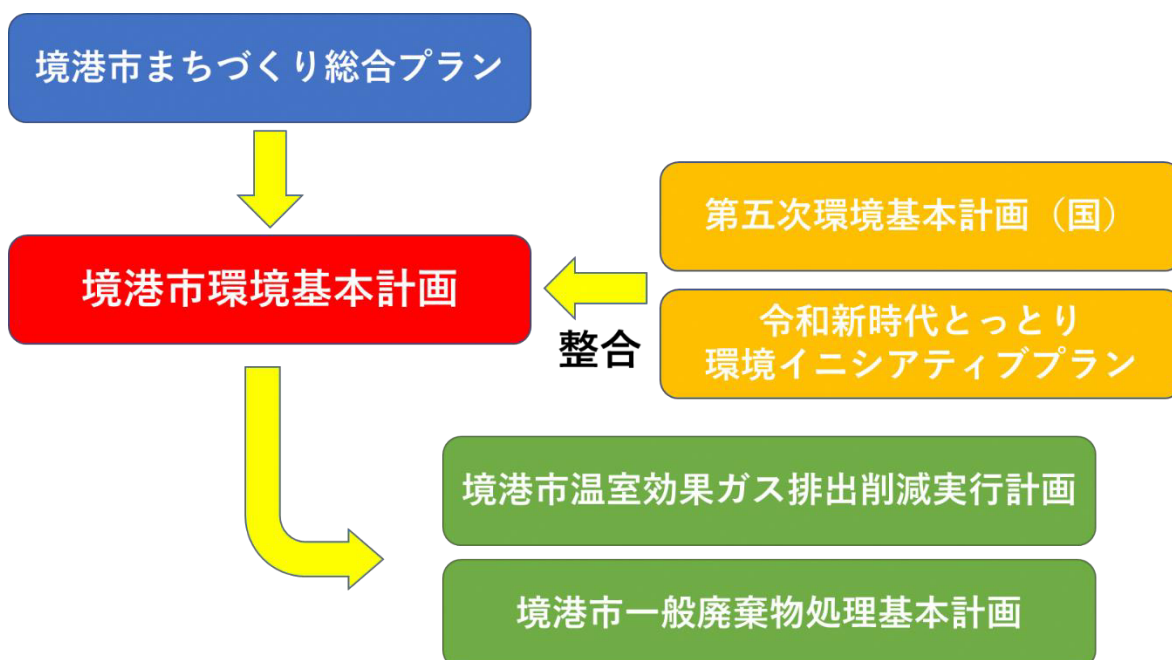 境港市まちづくり総合プラン
第五次環境基本計画（国）
境港市環境基本計画
整合
令和新時代とっとり
環境イニシアティブプラン
境港市温室効果ガス排出削減実行計画
境港市一般廃棄物処理基本計画